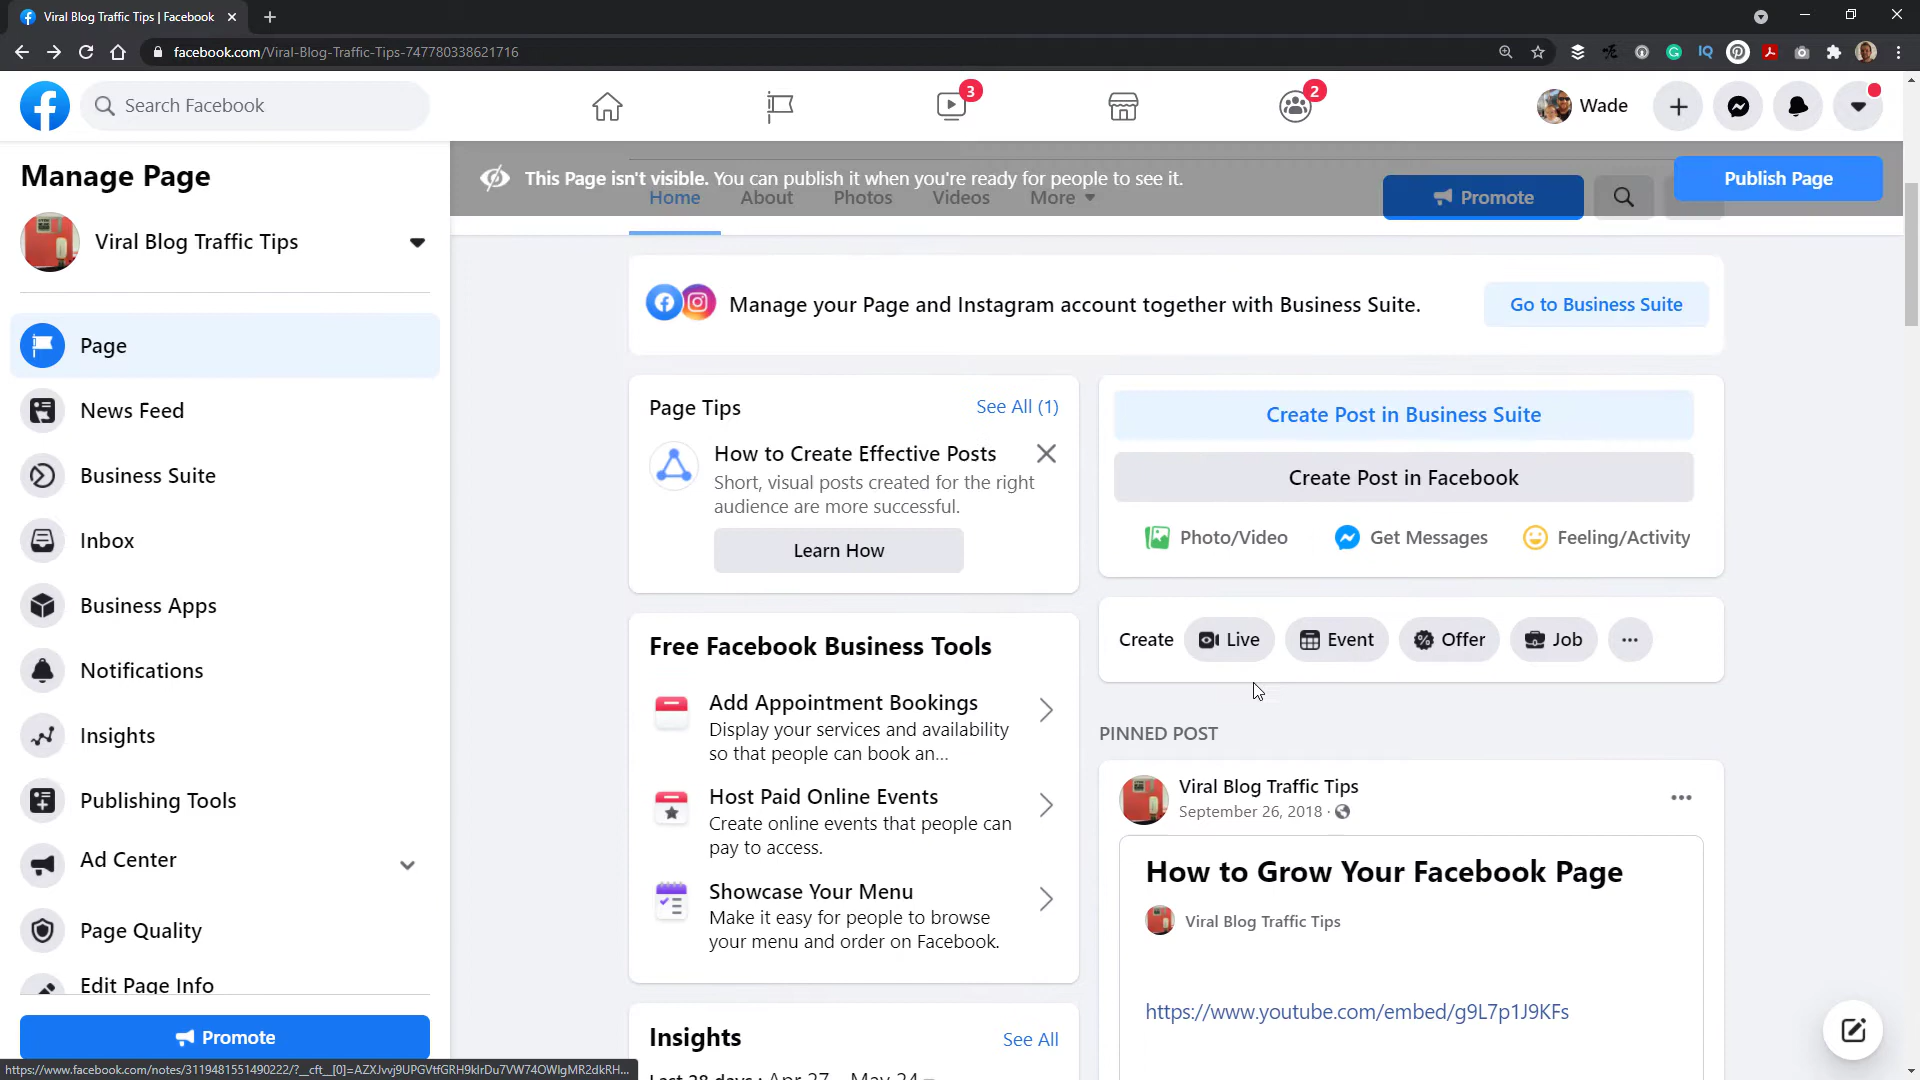 Viral Blog Traffic Tips | Facebook
facebook.com/Viral-Blog-Traffic-Tips-747780338621716
Search Facebook
3
2
Wade
Manage Page
Viral Blog Traffic Tips
Page
News Feed
Business Suite
Inbox
Business Apps
Notifications
Insights
Publishing Tools
Ad Center
Page Quality
Edit Page Info
Promote
This Page isn't visible. You can publish it when you're ready for people to see it.
Publish Page
Home
About
Photos
Videos
More
Promote
Manage your Page and Instagram account together with Business Suite.
Go to Business Suite
Page Tips
See All (1)
How to Create Effective Posts
Short, visual posts created for the right
audience are more successful.
Learn How
Free Facebook Business Tools
Add Appointment Bookings
Display your services and availability
so that people can book an...
Host Paid Online Events
Create online events that people can
pay to access.
Showcase Your Menu
Make it easy for people to browse
your menu and order on Facebook.
Insights
See All
Last 28 days : Apr 27 - May 24
Create Post in Business Suite
Create Post in Facebook
Photo/Video
Get Messages
Feeling/Activity
Create
Live
Event
Offer
Job
PINNED POST
Viral Blog Traffic Tips
September 26, 2018 ·
How to Grow Your Facebook Page
Viral Blog Traffic Tips
https://www.youtube.com/embed/g9L7p1J9KFs